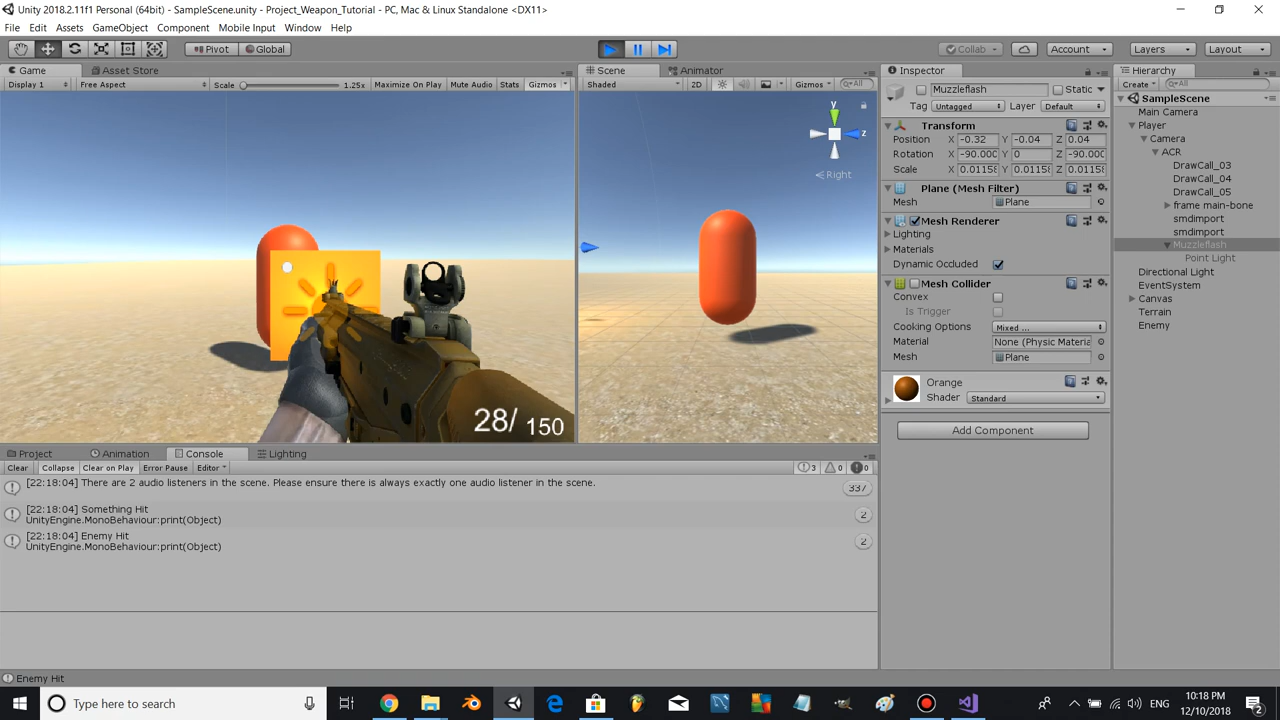 Unity 2018.2.11f1 Personal (64bit) - SampleScene.unity - Project_Weapon_Tutorial - PC, Mac & Linux Standalone <DX11>
File Edit Assets GameObject Component Mobile Input Window Help
Pivot Global Collab Account Layers Layout
Game Asset Store
Display 1 Free Aspect Scale 1.25x Maximize On Play Mute Audio Stats Gizmos
28/ 150
Scene Animator
Shaded 2D Gizmos All
y
z
Right
Inspector
Muzzleflash Static
Tag Untagged Layer Default
Transform
Position X -0.32 Y -0.04 Z 0.04
Rotation X -90.000 Y 0 Z -90.000
Scale X 0.01158 Y 0.01158 Z 0.01158
Plane (Mesh Filter)
Mesh Plane
Mesh Renderer
Lighting
Materials
Dynamic Occluded
Mesh Collider
Convex
Is Trigger
Cooking Options Mixed ...
Material None (Physic Materia
Mesh Plane
Orange
Shader Standard
Add Component
Hierarchy
Create All
SampleScene
Main Camera
Player
Camera
ACR
DrawCall_03
DrawCall_04
DrawCall_05
frame main-bone
smdimport
smdimport
Muzzleflash
Point Light
Directional Light
EventSystem
Canvas
Terrain
Enemy
Project Animation Console Lighting
Clear Collapse Clear on Play Error Pause Editor 3 0 0
[22:18:04] There are 2 audio listeners in the scene. Please ensure there is always exactly one audio listener in the scene. 337
[22:18:04] Something Hit
UnityEngine.MonoBehaviour:print(Object) 2
[22:18:04] Enemy Hit
UnityEngine.MonoBehaviour:print(Object) 2
Enemy Hit
Type here to search
ENG
10:18 PM
12/10/2018
2